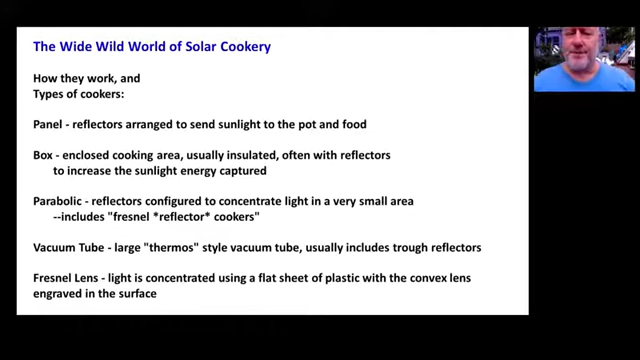 The Wide Wild World of Solar Cookery
How they work, and
Types of cookers:
Panel - reflectors arranged to send sunlight to the pot and food
Box - enclosed cooking area, usually insulated, often with reflectors
to increase the sunlight energy captured
Parabolic - reflectors configured to concentrate light in a very small area
--includes "fresnel *reflector* cookers"
Vacuum Tube - large "thermos" style vacuum tube, usually includes trough reflectors
Fresnel Lens - light is concentrated using a flat sheet of plastic with the convex lens
engraved in the surface